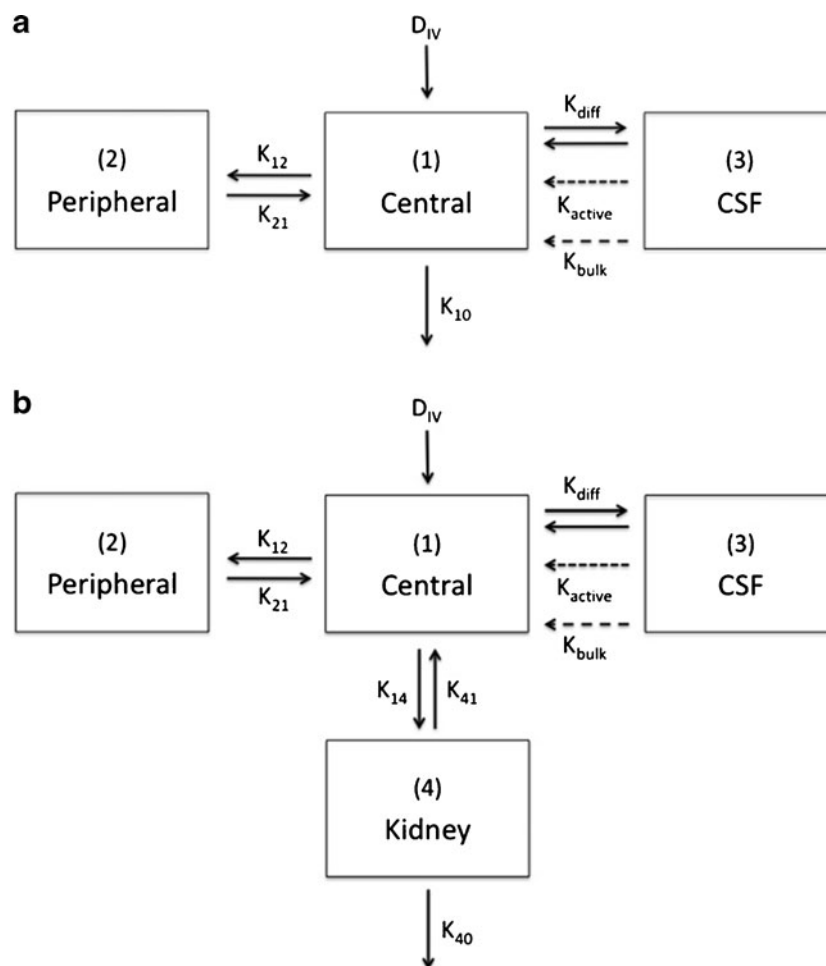 a
D_IV
(2)
Peripheral
K_12
K_21
(1)
Central
K_diff
K_active
K_bulk
(3)
CSF
K_10
b
D_IV
(2)
Peripheral
K_12
K_21
(1)
Central
K_diff
K_active
K_bulk
(3)
CSF
K_14
K_41
(4)
Kidney
K_40